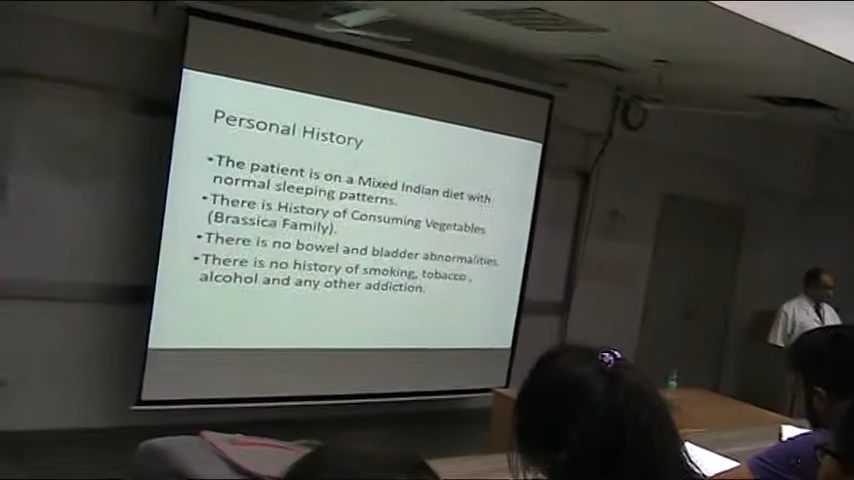 Personal History
•The patient is on a Mixed Indian diet with
normal sleeping patterns.
•There is History of Consuming Vegetables
(Brassica Family).
•There is no bowel and bladder abnormalities.
•There is no history of smoking, tobacco ,
alcohol and any other addiction.